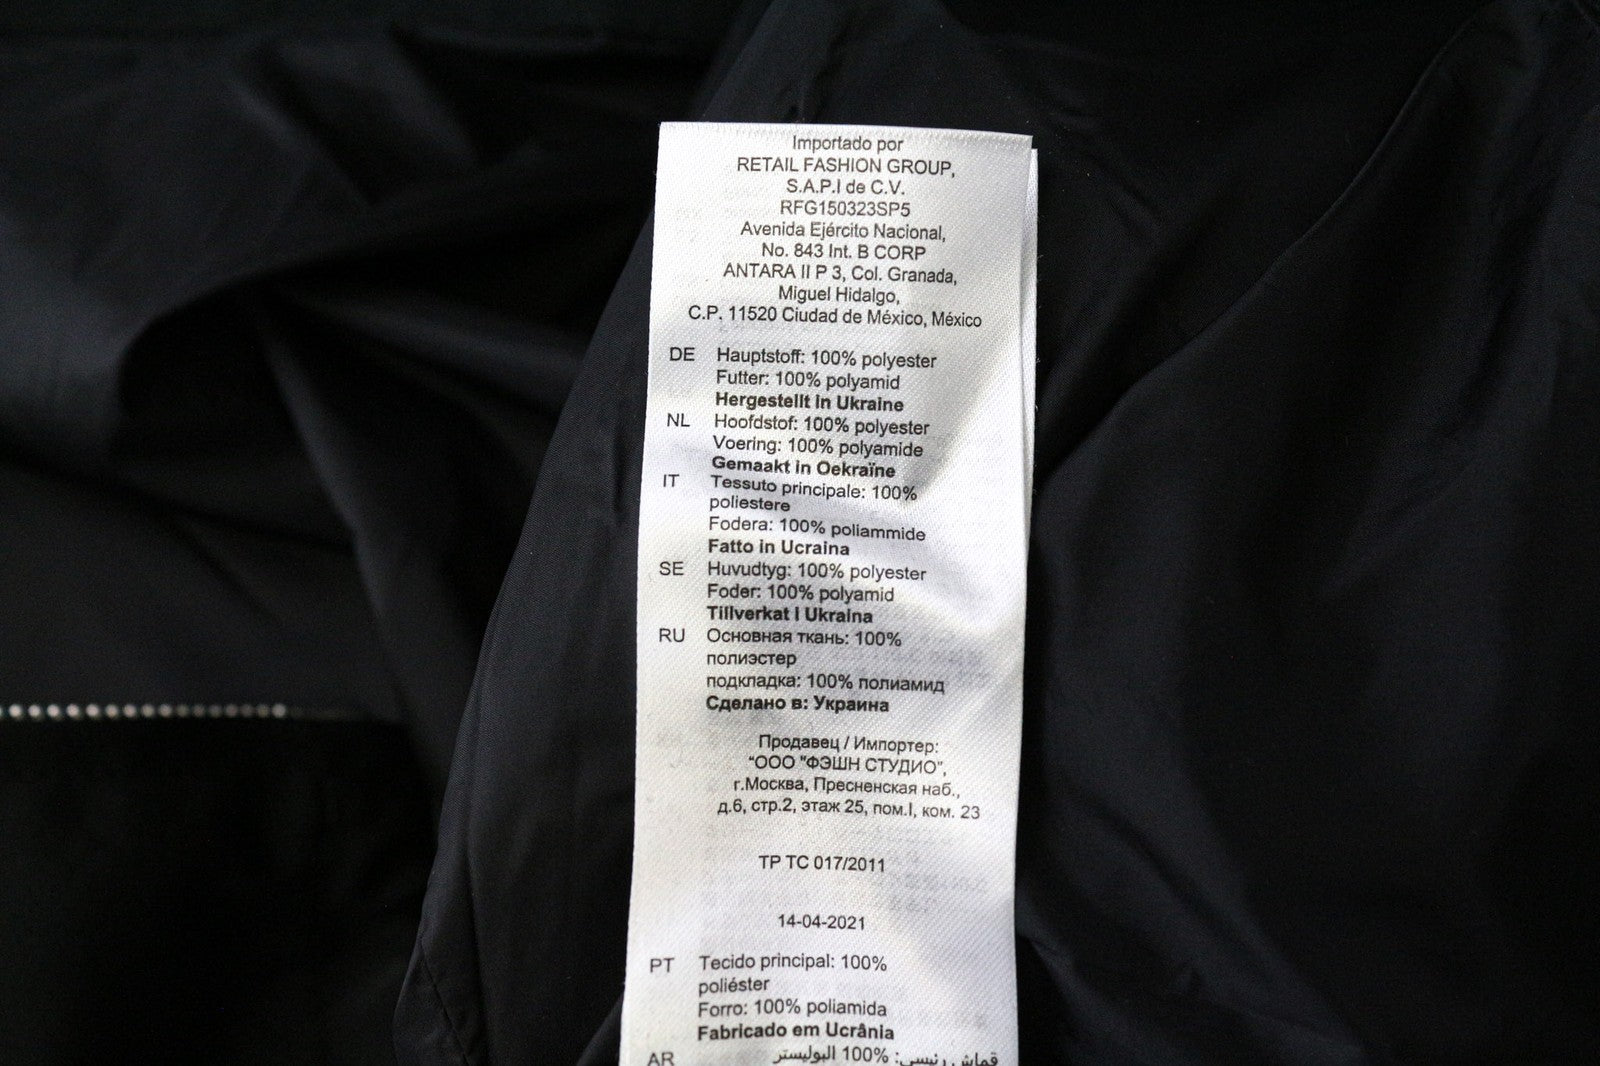 Importado por
RETAIL FASHION GROUP,
S.A.P.I de C.V.
RFG150323SP5
Avenida Ejército Nacional,
No. 843 Int. B CORP
ANTARA II P 3, Col. Granada,
Miguel Hidalgo,
C.P. 11520 Ciudad de México, México
DE Hauptstoff: 100% polyester
Futter: 100% polyamid
Hergestellt in Ukraine
NL Hoofdstof: 100% polyester
Voering: 100% polyamide
Gemaakt in Oekraïne
IT Tessuto principale: 100%
poliestere
Fodera: 100% poliammide
Fatto in Ucraina
SE Huvudtyg: 100% polyester
Foder: 100% polyamid
Tillverkat I Ukraina
RU Основная ткань: 100%
полиэстер
подкладка: 100% полиамид
Сделано в: Украина
Продавец / Импортер:
"ООО "ФЭШН СТУДИО",
г.Москва, Пресненская наб.,
д.6, стр.2, этаж 25, пом.I, ком. 23
ТР ТС 017/2011
14-04-2021
PT Tecido principal: 100%
poliéster
Forro: 100% poliamida
Fabricado em Ucrânia
AR قماش رئيسي: %100 البوليستر